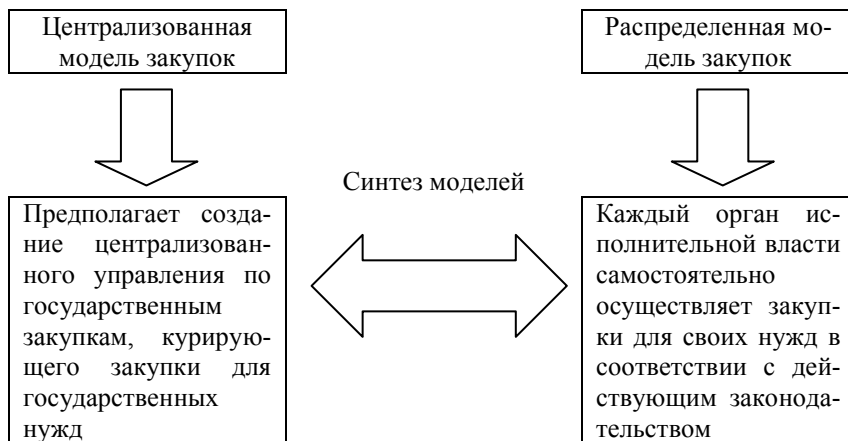 Централизованная
модель закупок
Распределенная мо-
дель закупок
Синтез моделей
Предполагает созда-
ние централизован-
ного управления по
государственным
закупкам, курирую-
щего закупки для
государственных
нужд
Каждый орган ис-
полнительной власти
самостоятельно
осуществляет закуп-
ки для своих нужд в
соответствии с дей-
ствующим законода-
тельством